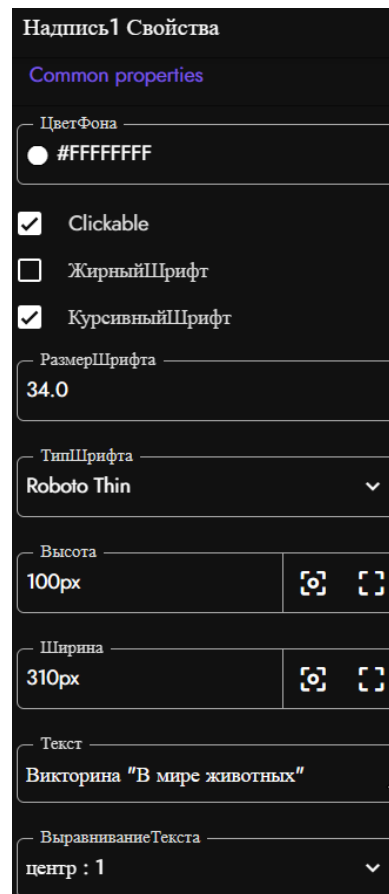 Надпись1 Свойства
Common properties
ЦветФона
#FFFFFFFF
Clickable
ЖирныйШрифт
КурсивныйШрифт
РазмерШрифта
34.0
ТипШрифта
Roboto Thin
Высота
100px
Ширина
310px
Текст
Викторина "В мире животных"
ВыравниваниеТекста
центр : 1